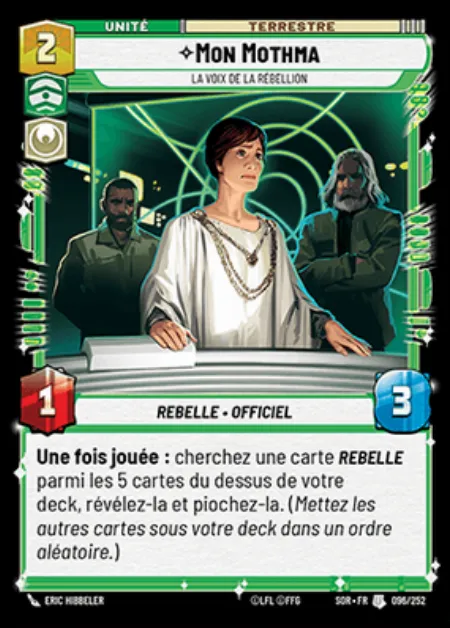 UNITÉ
TERRESTRE
2
MON MOTHMA
LA VOIX DE LA RÉBELLION
1
REBELLE • OFFICIEL
3
Une fois jouée : cherchez une carte REBELLE
parmi les 5 cartes du dessus de votre
deck, révélez-la et piochez-la. (Mettez les
autres cartes sous votre deck dans un ordre
aléatoire.)
ERIC HIBBELER
©LFL ©FFG
SOR • FR
096/252